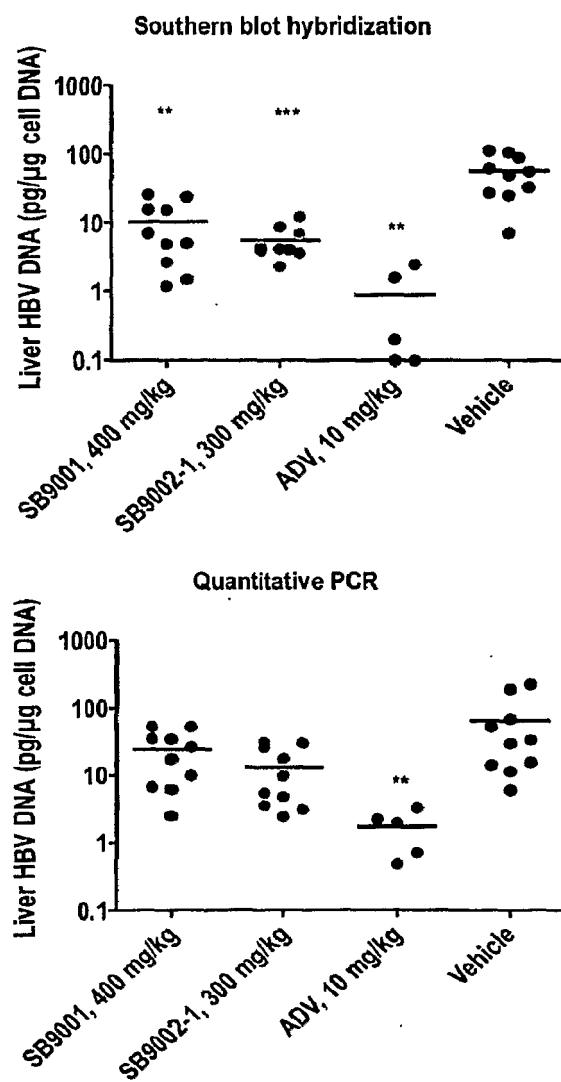 Southern blot hybridization
Liver HBV DNA (pg/µg cell DNA)
1000
100
10
1
0.1
**
***
**
SB9001, 400 mg/kg
SB9002-1, 300 mg/kg
ADV, 10 mg/kg
Vehicle
Quantitative PCR
Liver HBV DNA (pg/µg cell DNA)
1000
100
10
1
0.1
**
SB9001, 400 mg/kg
SB9002-1, 300 mg/kg
ADV, 10 mg/kg
Vehicle